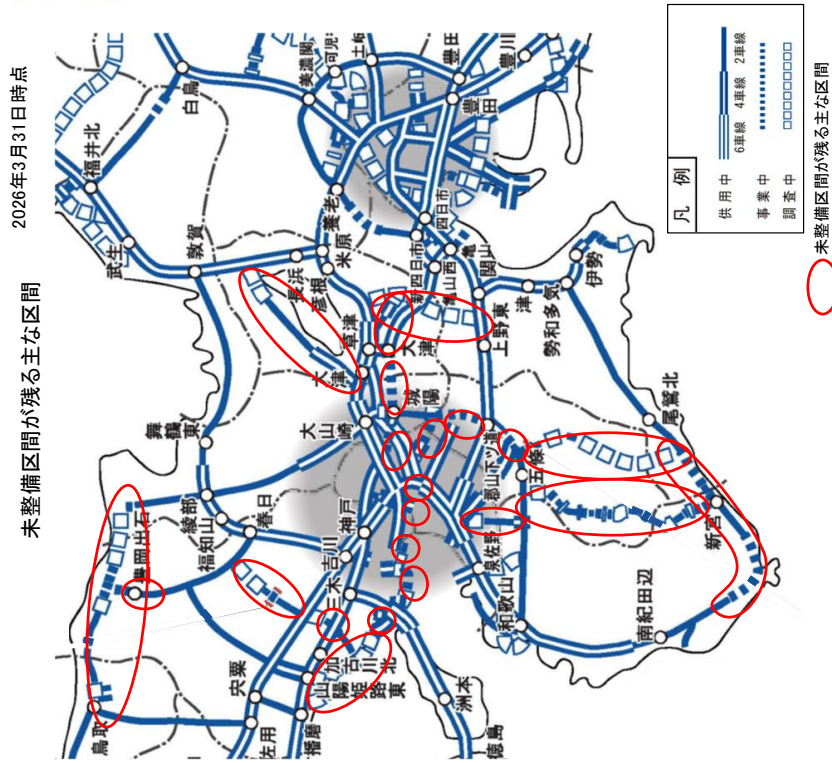 未整備区間が残る主な区間
2026年3月31日時点
福井北
白鳥
武生
敦賀
美濃関
可児
土岐
養老
米原
長浜
彦根
豊田
豊田
豊川
四日市
新四日市
亀山西
関
亀山
津
伊勢
勢和多気
上野東
草津
大津
大津
城陽
大山崎
舞鶴東
綾部
福知山
春日
豊岡出石
鳥取
神戸
三木
古川
宍粟
佐用
播磨
山陽姫路東
加古川北
洲本
徳島
和歌山
泉佐野
郡山下ツ道
五條
尾鷲北
新宮
南紀田辺
凡例
6車線 4車線 2車線
供用中
事業中
調査中
未整備区間が残る主な区間